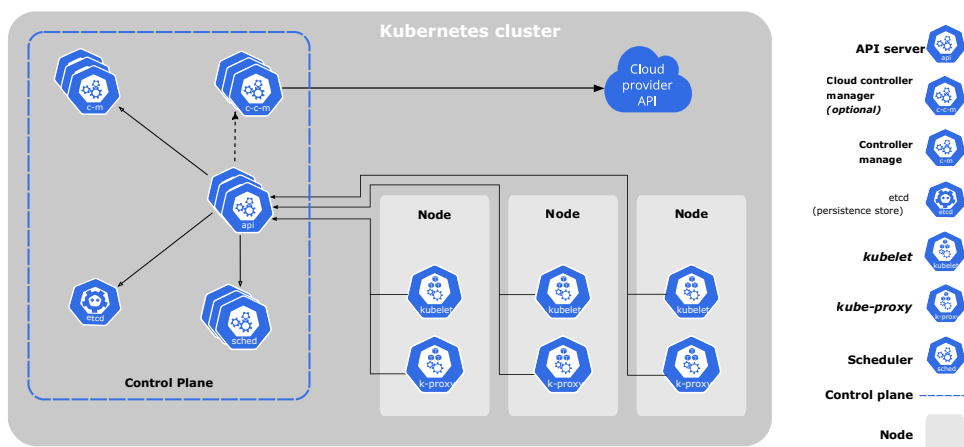 Kubernetes cluster
c-m
c-c-m
Cloud
provider
API
api
etcd
sched
Control Plane
Node
Node
Node
kubelet
kubelet
kubelet
k-proxy
k-proxy
k-proxy
API server
api
Cloud controller
manager
(optional)
c-c-m
Controller
manage
c-m
etcd
(persistence store)
etcd
kubelet
kubelet
kube-proxy
k-proxy
Scheduler
sched
Control plane
Node